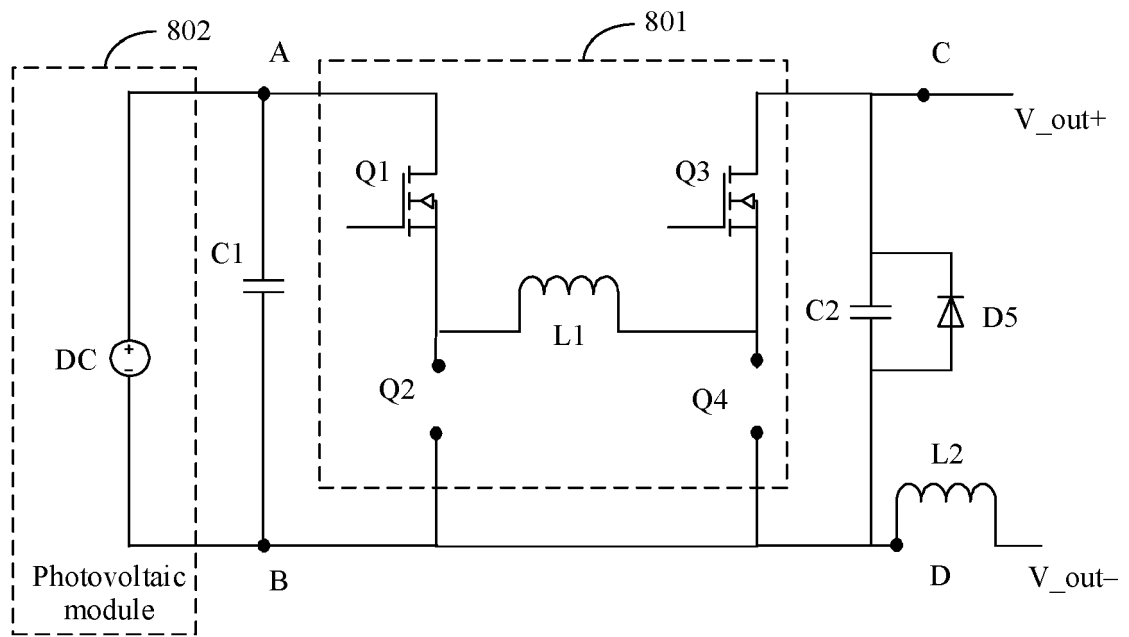 802
801
A
C
V_out+
Q1
Q3
C1
L1
C2
D5
DC
Q2
Q4
L2
B
D
V_out–
Photovoltaic
module